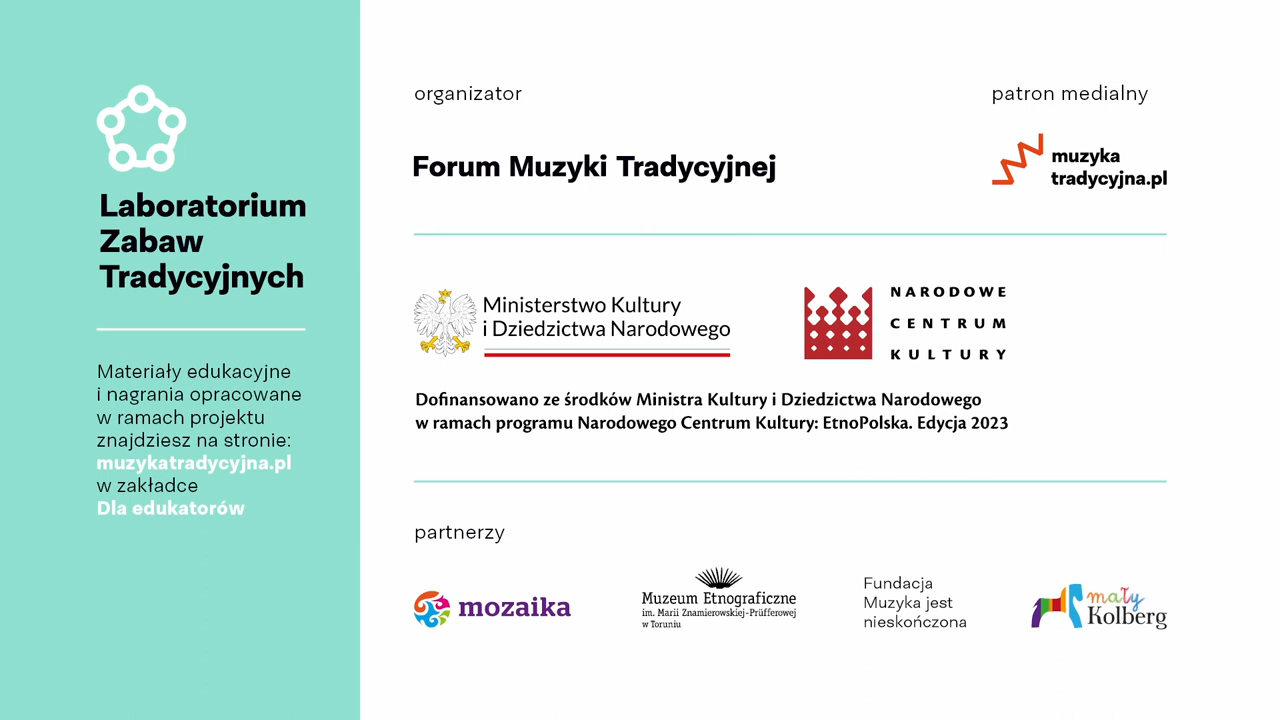 Laboratorium
Zabaw
Tradycyjnych
Materiały edukacyjne
i nagrania opracowane
w ramach projektu
znajdziesz na stronie:
muzykatradycyjna.pl
w zakładce
Dla edukatorów
organizator
Forum Muzyki Tradycyjnej
patron medialny
muzyka
tradycyjna.pl
Ministerstwo Kultury
i Dziedzictwa Narodowego
NARODOWE
CENTRUM
KULTURY
Dofinansowano ze środków Ministra Kultury i Dziedzictwa Narodowego
w ramach programu Narodowego Centrum Kultury: EtnoPolska. Edycja 2023
partnerzy
mozaika
Muzeum Etnograficzne
im. Marii Znamierowskiej-Prüfferowej
w Toruniu
Fundacja
Muzyka jest
nieskończona
mały
Kolberg